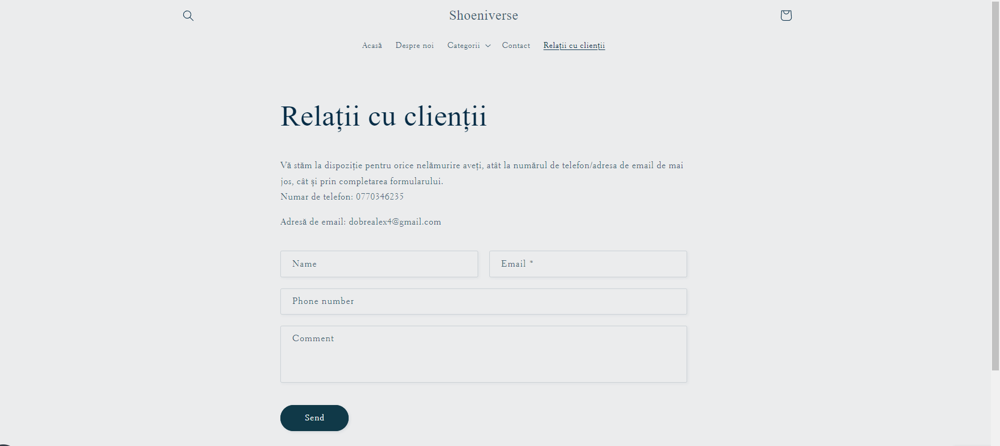 Shoeniverse
Acasă Despre noi Categorii Contact Relații cu clienții
Relații cu clienții
Vă stăm la dispoziție pentru orice nelămurire aveți, atât la numărul de telefon/adresa de email de mai
jos, cât și prin completarea formularului.
Numar de telefon: 0770346235
Adresă de email: dobrealex4@gmail.com
Name Email *
Phone number
Comment
Send